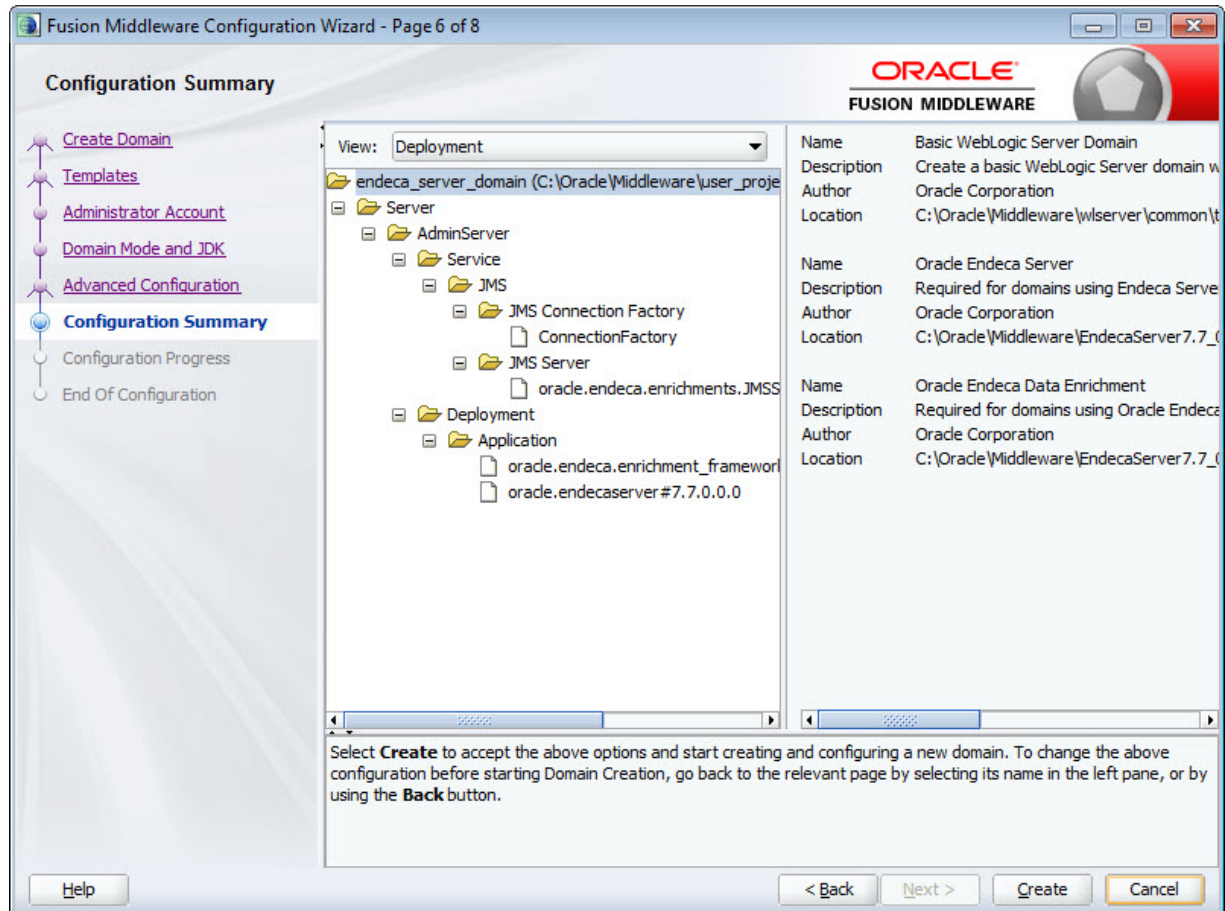 Fusion Middleware Configuration Wizard - Page 6 of 8
Configuration Summary
ORACLE
FUSION MIDDLEWARE
Create Domain
Templates
Administrator Account
Domain Mode and JDK
Advanced Configuration
Configuration Summary
Configuration Progress
End Of Configuration
View: Deployment
endeca_server_domain (C:\Oracle\Middleware\user_proje
Server
AdminServer
Service
JMS
JMS Connection Factory
ConnectionFactory
JMS Server
oracle.endeca.enrichments.JMSS
Deployment
Application
oracle.endeca.enrichment_framework
oracle.endecaserver#7.7.0.0.0
Name Basic WebLogic Server Domain
Description Create a basic WebLogic Server domain w
Author Oracle Corporation
Location C:\Oracle\Middleware\wlserver\common\t
Name Oracle Endeca Server
Description Required for domains using Endeca Serve
Author Oracle Corporation
Location C:\Oracle\Middleware\EndecaServer7.7_0
Name Oracle Endeca Data Enrichment
Description Required for domains using Oracle Endeca
Author Oracle Corporation
Location C:\Oracle\Middleware\EndecaServer7.7_0
Select Create to accept the above options and start creating and configuring a new domain. To change the above
configuration before starting Domain Creation, go back to the relevant page by selecting its name in the left pane, or by
using the Back button.
Help
< Back
Next >
Create
Cancel